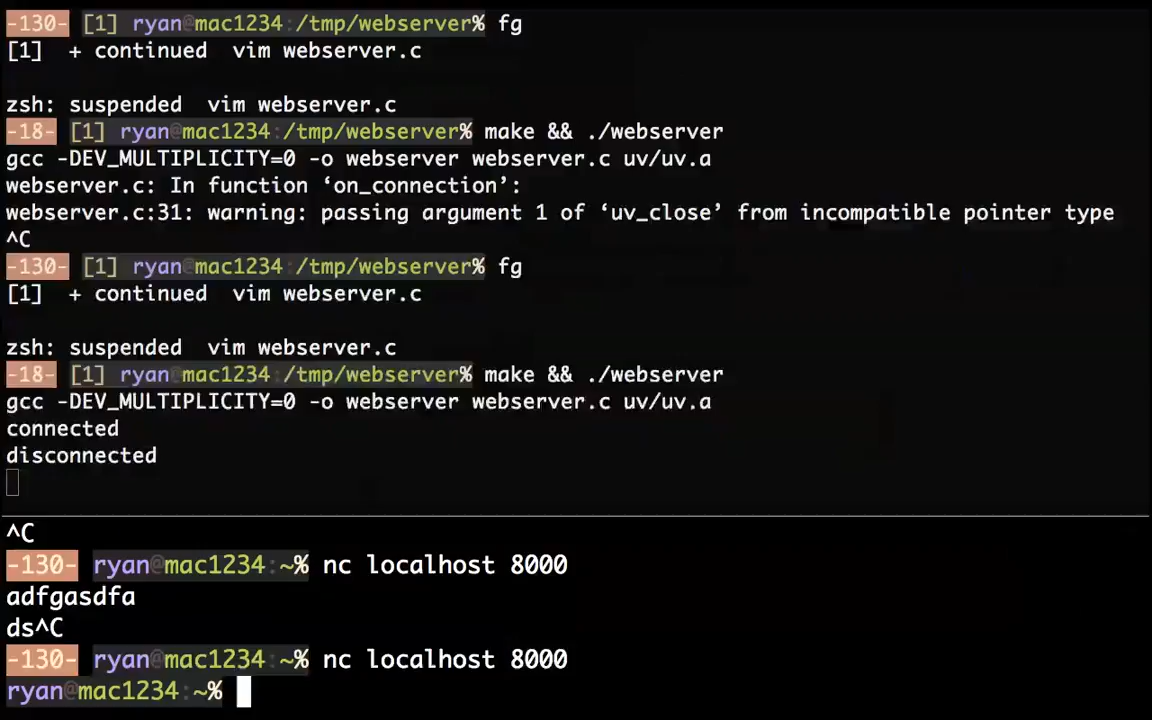 -130- [1] ryan@mac1234:/tmp/webserver% fg
[1]  + continued  vim webserver.c
zsh: suspended  vim webserver.c
-18- [1] ryan@mac1234:/tmp/webserver% make && ./webserver
gcc -DEV_MULTIPLICITY=0 -o webserver webserver.c uv/uv.a
webserver.c: In function ‘on_connection’:
webserver.c:31: warning: passing argument 1 of ‘uv_close’ from incompatible pointer type
^C
-130- [1] ryan@mac1234:/tmp/webserver% fg
[1]  + continued  vim webserver.c
zsh: suspended  vim webserver.c
-18- [1] ryan@mac1234:/tmp/webserver% make && ./webserver
gcc -DEV_MULTIPLICITY=0 -o webserver webserver.c uv/uv.a
connected
disconnected
^C
-130- ryan@mac1234:~% nc localhost 8000
adfgasdfa
ds^C
-130- ryan@mac1234:~% nc localhost 8000
ryan@mac1234:~%